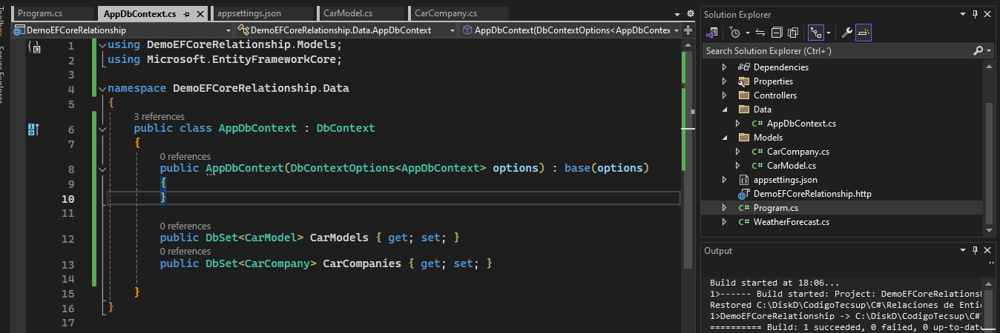 Toolbox
Server Explorer
Program.cs
AppDbContext.cs
appsettings.json
CarModel.cs
CarCompany.cs
DemoEFCoreRelationship
DemoEFCoreRelationship.Data.AppDbContext
AppDbContext(DbContextOptions<AppDbConte
1 using DemoEFCoreRelationship.Models;
2 using Microsoft.EntityFrameworkCore;
3
4 namespace DemoEFCoreRelationship.Data
5 {
3 references
6 public class AppDbContext : DbContext
7 {
0 references
8 public AppDbContext(DbContextOptions<AppDbContext> options) : base(options)
9 {
10 }
11
0 references
12 public DbSet<CarModel> CarModels { get; set; }
0 references
13 public DbSet<CarCompany> CarCompanies { get; set; }
14
15 }
16 }
17
Solution Explorer
Search Solution Explorer (Ctrl+´)
Dependencies
Properties
Controllers
Data
C# AppDbContext.cs
Models
C# CarCompany.cs
C# CarModel.cs
appsettings.json
DemoEFCoreRelationship.http
C# Program.cs
C# WeatherForecast.cs
Output
Build started at 18:06...
1>------ Build started: Project: DemoEFCoreRelations
Restored C:\DiskD\CodigoTecsup\C#\Relaciones de Enti
1>DemoEFCoreRelationship -> C:\DiskD\CodigoTecsup\C#\
========== Build: 1 succeeded, 0 failed, 0 up-to-dat